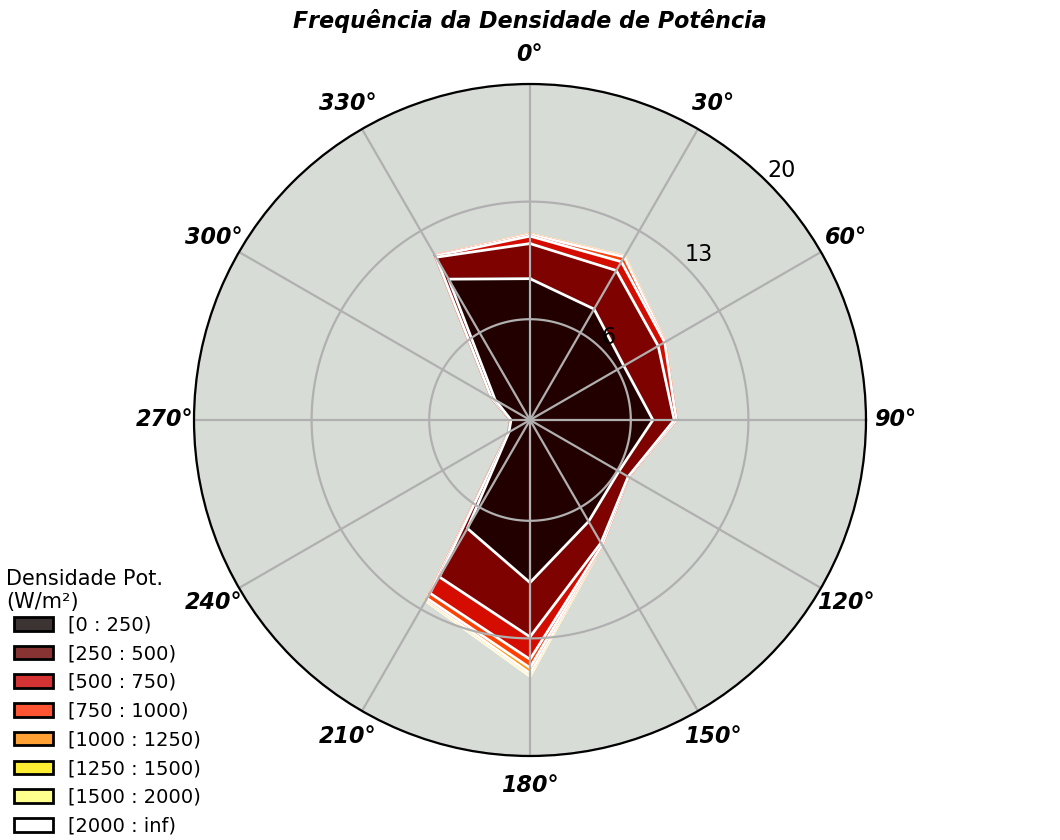 Frequência da Densidade de Potência
0°
330°
30°
20
300°
60°
13
6
270°
90°
240°
120°
210°
150°
180°
Densidade Pot.
(W/m²)
[0 : 250)
[250 : 500)
[500 : 750)
[750 : 1000)
[1000 : 1250)
[1250 : 1500)
[1500 : 2000)
[2000 : inf)